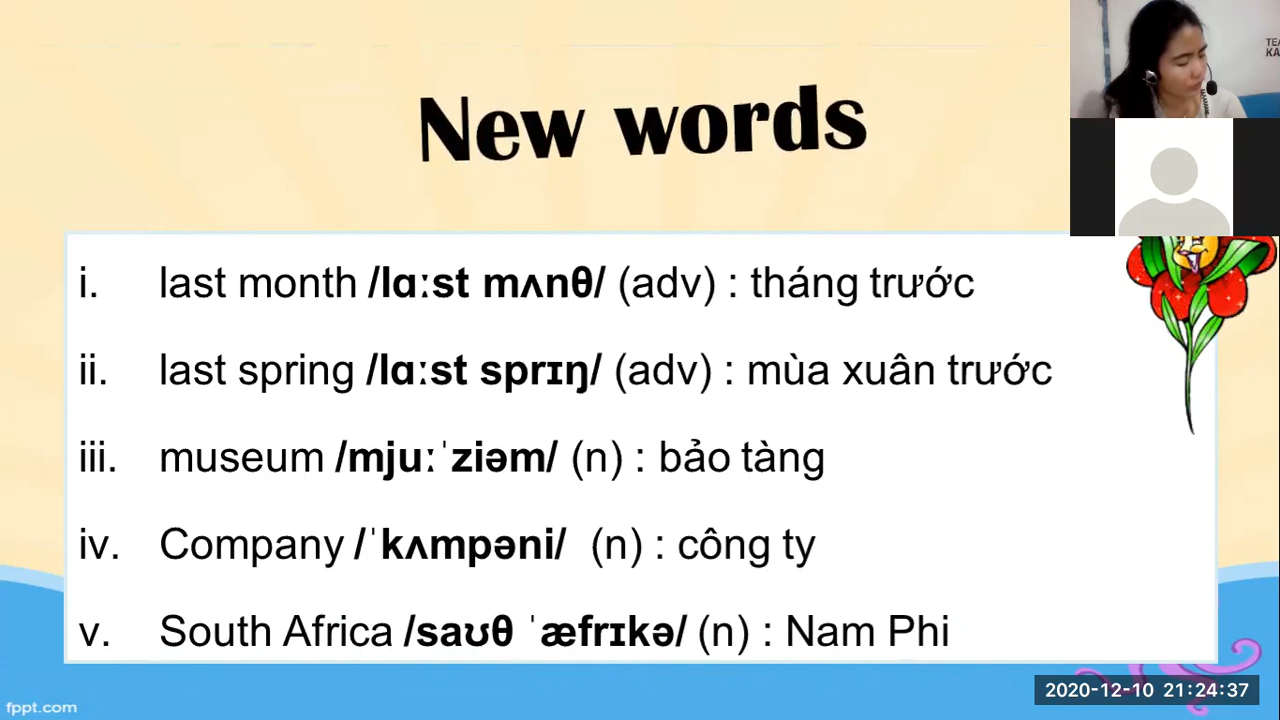 New words
i. last month /lɑːst mʌnθ/ (adv) : tháng trước
ii. last spring /lɑːst sprɪŋ/ (adv) : mùa xuân trước
iii. museum /mjuːˈziəm/ (n) : bảo tàng
iv. Company /ˈkʌmpəni/ (n) : công ty
v. South Africa /saʊθ ˈæfrɪkə/ (n) : Nam Phi
2020-12-10 21:24:37
fppt.com